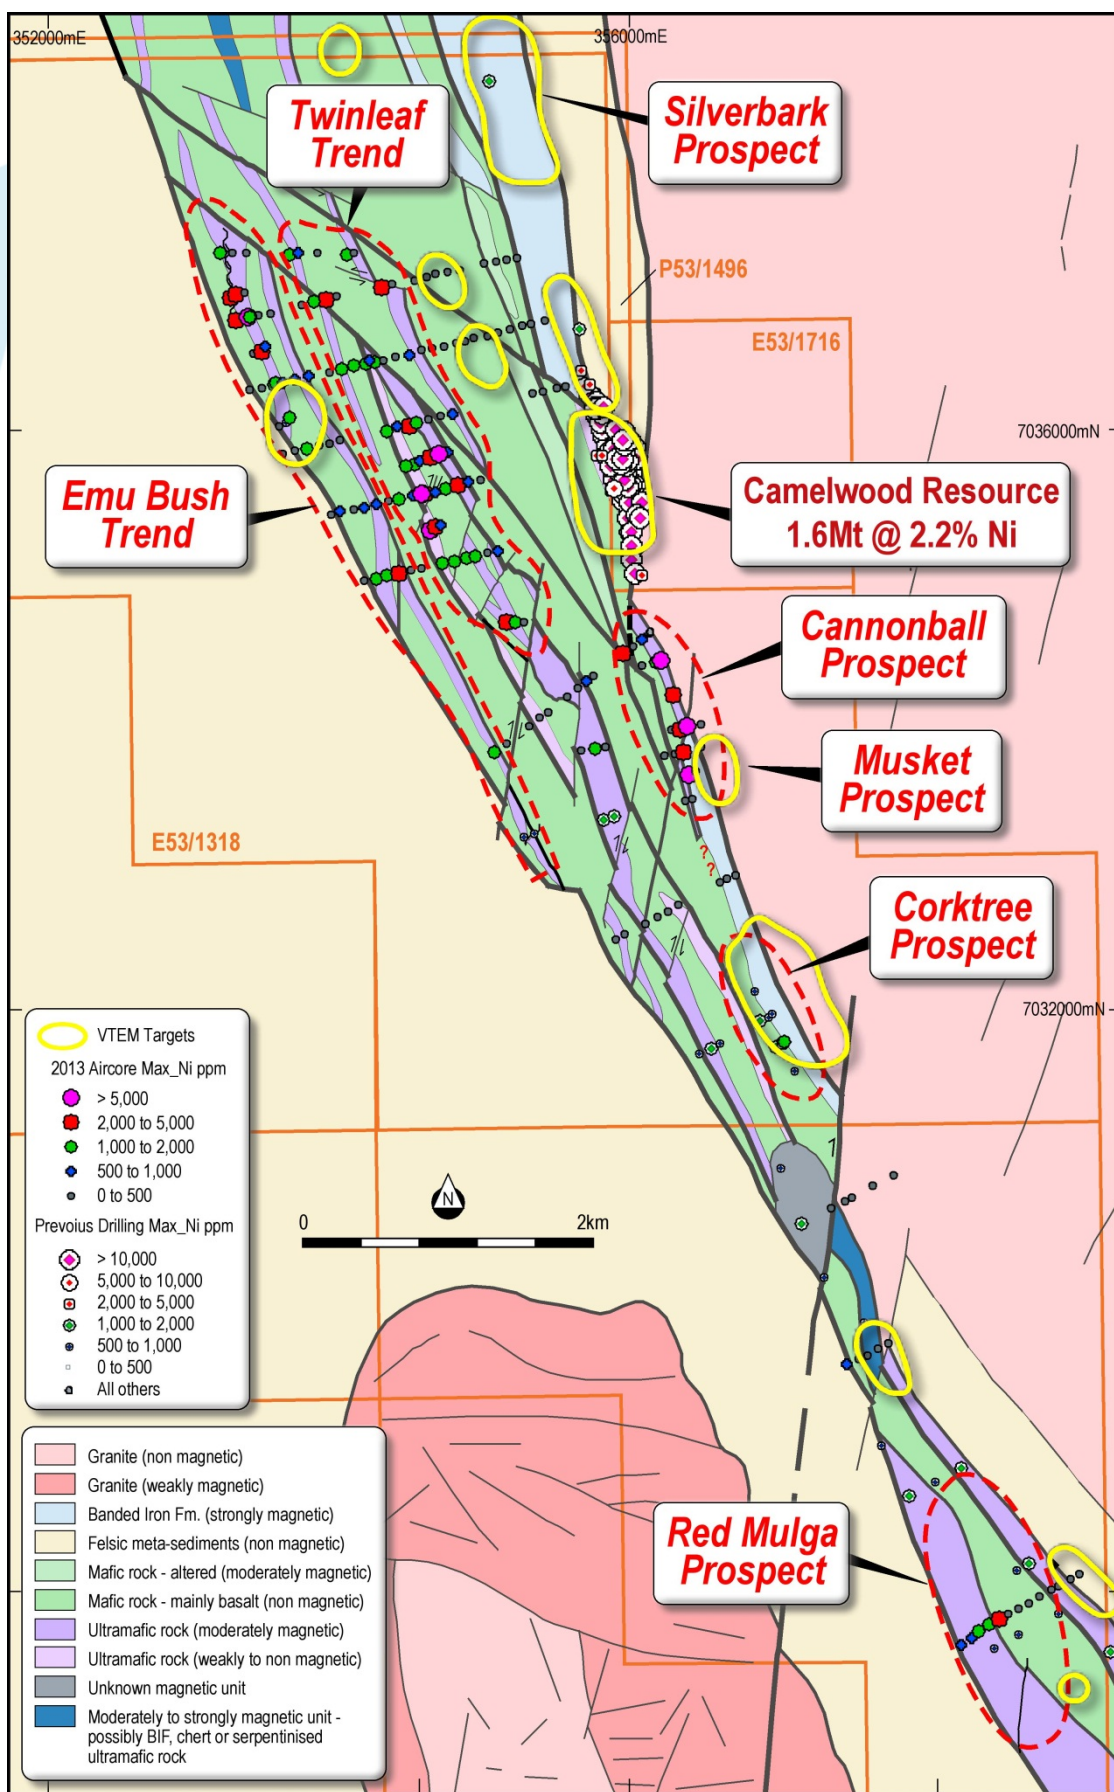 352000mE
356000mE
Twinleaf
Trend
Silverbark
Prospect
P53/1496
E53/1716
7036000mN
Emu Bush
Trend
Camelwood Resource
1.6Mt @ 2.2% Ni
Cannonball
Prospect
Musket
Prospect
E53/1318
?
?
Corktree
Prospect
7032000mN
VTEM Targets
2013 Aircore Max_Ni ppm
> 5,000
2,000 to 5,000
1,000 to 2,000
500 to 1,000
0 to 500
Prevoius Drilling Max_Ni ppm
> 10,000
5,000 to 10,000
2,000 to 5,000
1,000 to 2,000
500 to 1,000
0 to 500
All others
N
0 2km
Granite (non magnetic)
Granite (weakly magnetic)
Banded Iron Fm. (strongly magnetic)
Felsic meta-sediments (non magnetic)
Mafic rock - altered (moderately magnetic)
Mafic rock - mainly basalt (non magnetic)
Ultramafic rock (moderately magnetic)
Ultramafic rock (weakly to non magnetic)
Unknown magnetic unit
Moderately to strongly magnetic unit -
possibly BIF, chert or serpentinised
ultramafic rock
Red Mulga
Prospect